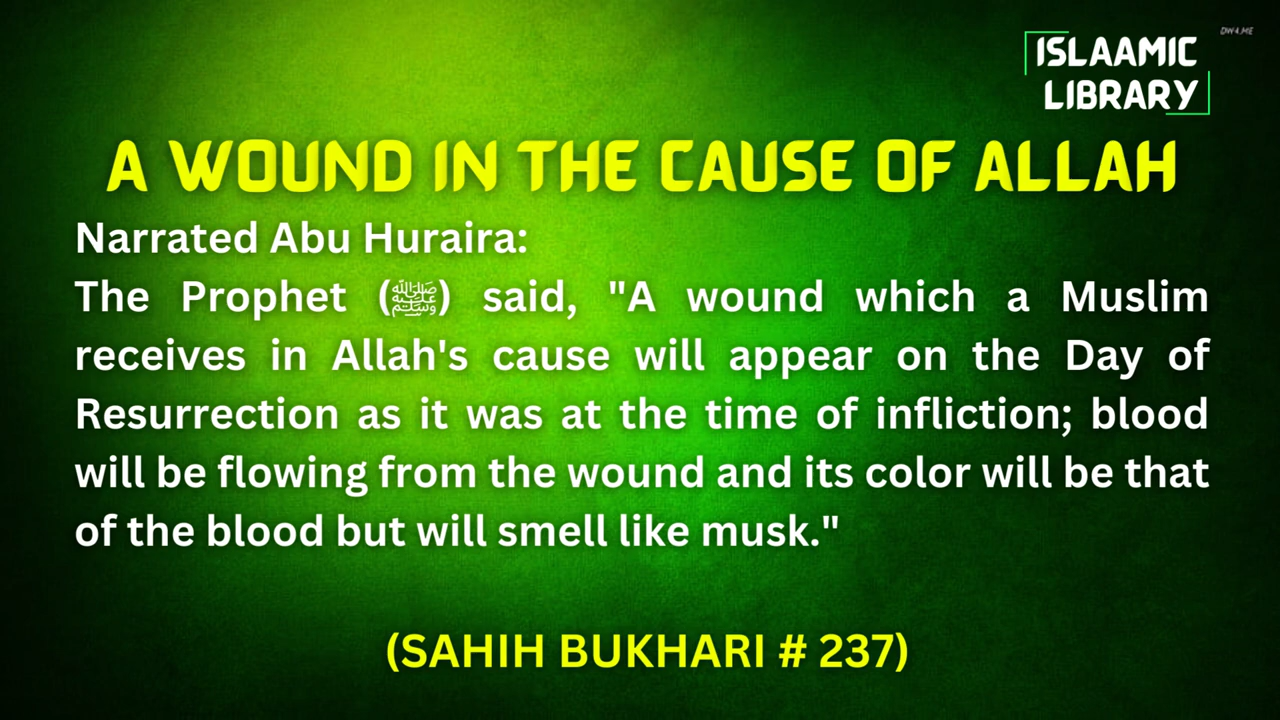 DW4.ME
ISLAAMIC
LIBRARY
A WOUND IN THE CAUSE OF ALLAH
Narrated Abu Huraira:
The Prophet (ﷺ) said, "A wound which a Muslim
receives in Allah's cause will appear on the Day of
Resurrection as it was at the time of infliction; blood
will be flowing from the wound and its color will be that
of the blood but will smell like musk."
(SAHIH BUKHARI # 237)